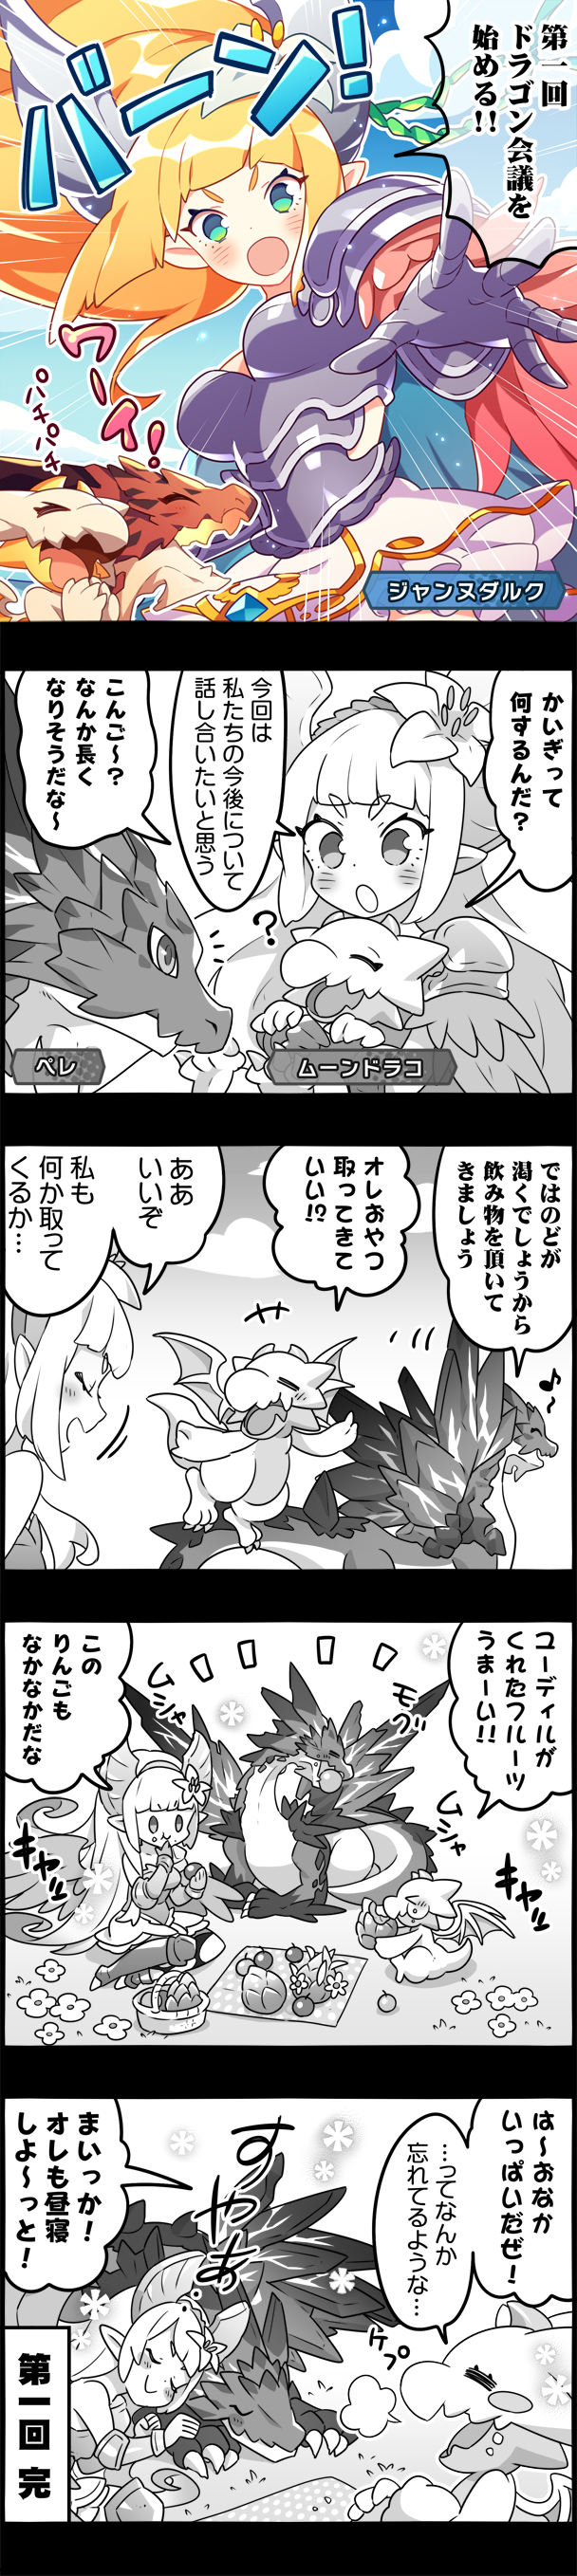 第一回
ドラゴン会議を
始める!!
バーン!
ワーイ!
パチパチ
ジャンヌダルク
かいぎって
何するんだ?
今回は
私たちの今後について
話し合いたいと思う
こんご〜?
なんか長く
なりそうだな〜
?
ペレ
ムーンドラコ
ではのどが
渇くでしょうから
飲み物を頂いて
きましょう
オレおやつ
取ってきて
いい!?
ああ
いいぞ
私も
何か取って
くるか…
ユーディルが
くれたフルーツ
うまーい!!
この
りんごも
なかなかだな
モグ
ムシャ
ムシャ
キャッ
キャッ
は〜おなか
いっぱいだぜ!
…ってなんか
忘れてるような…
ケプ
すやぁ
まいっか!
オレも昼寝
しよ〜っと!
第一回 完